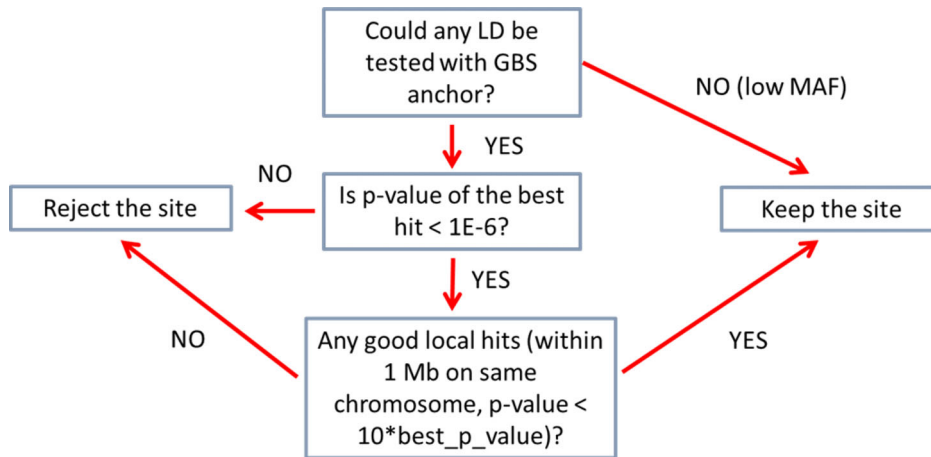 Could any LD be
tested with GBS
anchor?
NO (low MAF)
YES
NO
Reject the site
Is p-value of the best
hit < 1E-6?
Keep the site
YES
NO
Any good local hits (within
1 Mb on same
chromosome, p-value <
10*best_p_value)?
YES